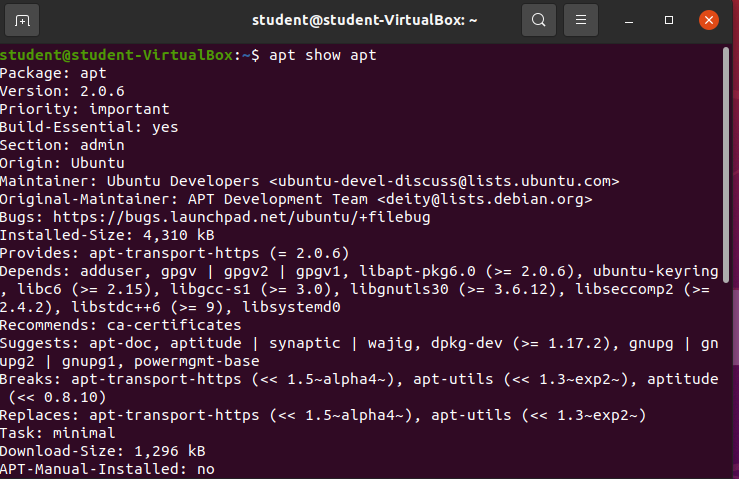 student@student-VirtualBox: ~
student@student-VirtualBox:~$ apt show apt
Package: apt
Version: 2.0.6
Priority: important
Build-Essential: yes
Section: admin
Origin: Ubuntu
Maintainer: Ubuntu Developers <ubuntu-devel-discuss@lists.ubuntu.com>
Original-Maintainer: APT Development Team <deity@lists.debian.org>
Bugs: https://bugs.launchpad.net/ubuntu/+filebug
Installed-Size: 4,310 kB
Provides: apt-transport-https (= 2.0.6)
Depends: adduser, gpgv | gpgv2 | gpgv1, libapt-pkg6.0 (>= 2.0.6), ubuntu-keyring
, libc6 (>= 2.15), libgcc-s1 (>= 3.0), libgnutls30 (>= 3.6.12), libseccomp2 (>=
2.4.2), libstdc++6 (>= 9), libsystemd0
Recommends: ca-certificates
Suggests: apt-doc, aptitude | synaptic | wajig, dpkg-dev (>= 1.17.2), gnupg | gn
upg2 | gnupg1, powermgmt-base
Breaks: apt-transport-https (<< 1.5~alpha4~), apt-utils (<< 1.3~exp2~), aptitude
(<< 0.8.10)
Replaces: apt-transport-https (<< 1.5~alpha4~), apt-utils (<< 1.3~exp2~)
Task: minimal
Download-Size: 1,296 kB
APT-Manual-Installed: no